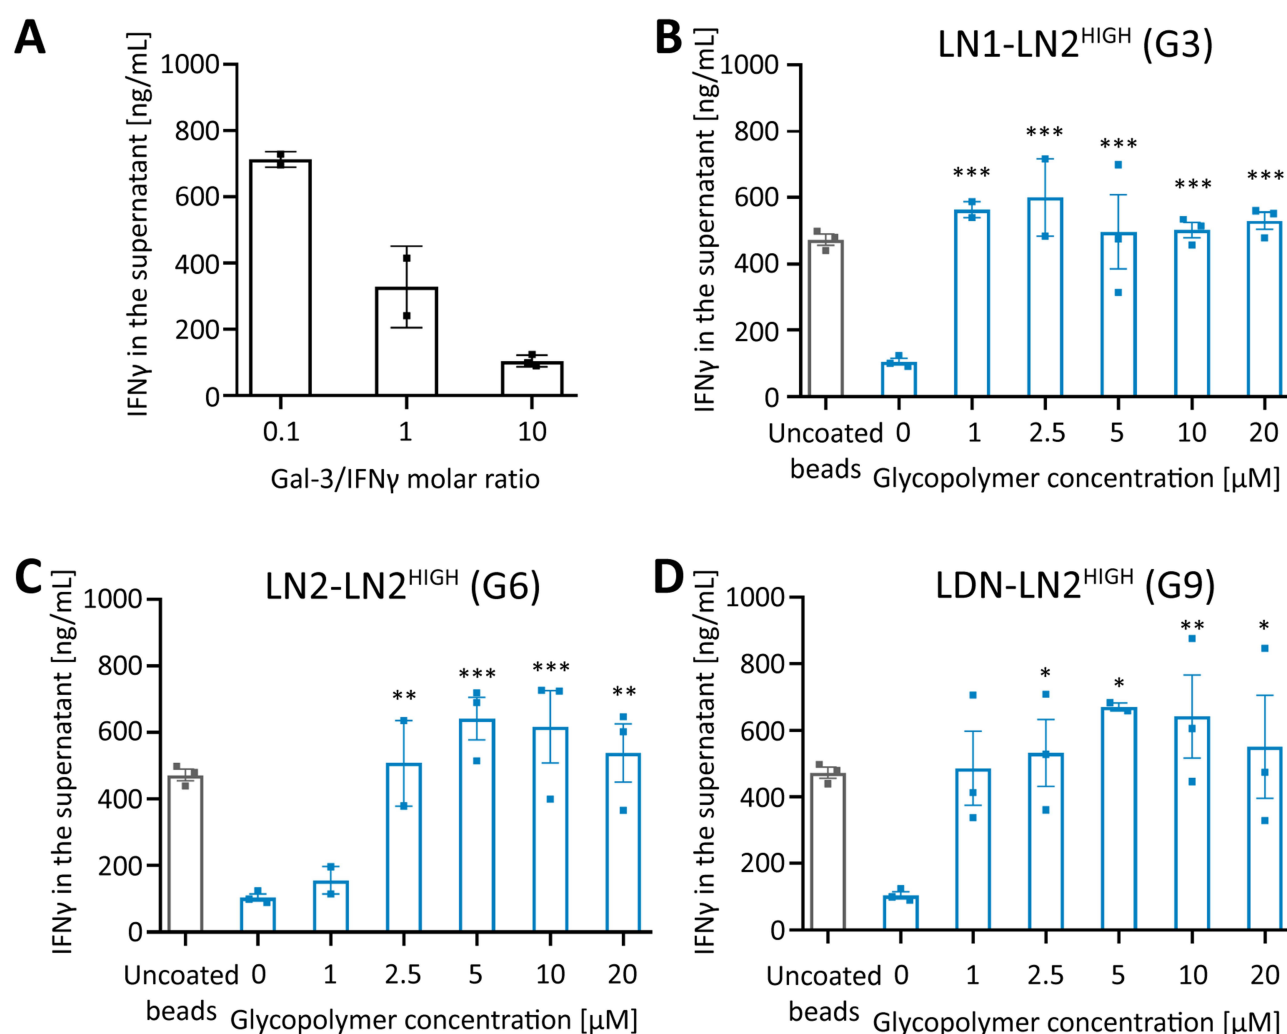 A
IFNγ in the supernatant [ng/mL]
1000
800
600
400
200
0
0.1 1 10
Gal-3/IFNγ molar ratio
B
LN1-LN2HIGH (G3)
IFNγ in the supernatant [ng/mL]
1000
800
600
400
200
0
*** *** *** *** ***
Uncoated beads 0 1 2.5 5 10 20
Glycopolymer concentration [μM]
C
LN2-LN2HIGH (G6)
IFNγ in the supernatant [ng/mL]
1000
800
600
400
200
0
** *** *** **
Uncoated beads 0 1 2.5 5 10 20
Glycopolymer concentration [μM]
D
LDN-LN2HIGH (G9)
IFNγ in the supernatant [ng/mL]
1000
800
600
400
200
0
* * ** *
Uncoated beads 0 1 2.5 5 10 20
Glycopolymer concentration [μM]